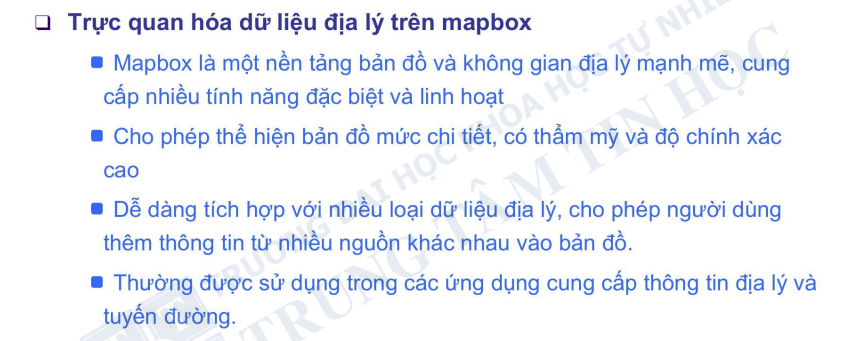 Trực quan hóa dữ liệu địa lý trên mapbox
Mapbox là một nền tảng bản đồ và không gian địa lý mạnh mẽ, cung
cấp nhiều tính năng đặc biệt và linh hoạt
Cho phép thể hiện bản đồ mức chi tiết, có thẩm mỹ và độ chính xác
cao
Dễ dàng tích hợp với nhiều loại dữ liệu địa lý, cho phép người dùng
thêm thông tin từ nhiều nguồn khác nhau vào bản đồ.
Thường được sử dụng trong các ứng dụng cung cấp thông tin địa lý và
tuyến đường.
TRƯỜNG ĐẠI HỌC KHOA HỌC TỰ NHIÊ
TRUNG TÂM TIN HỌC